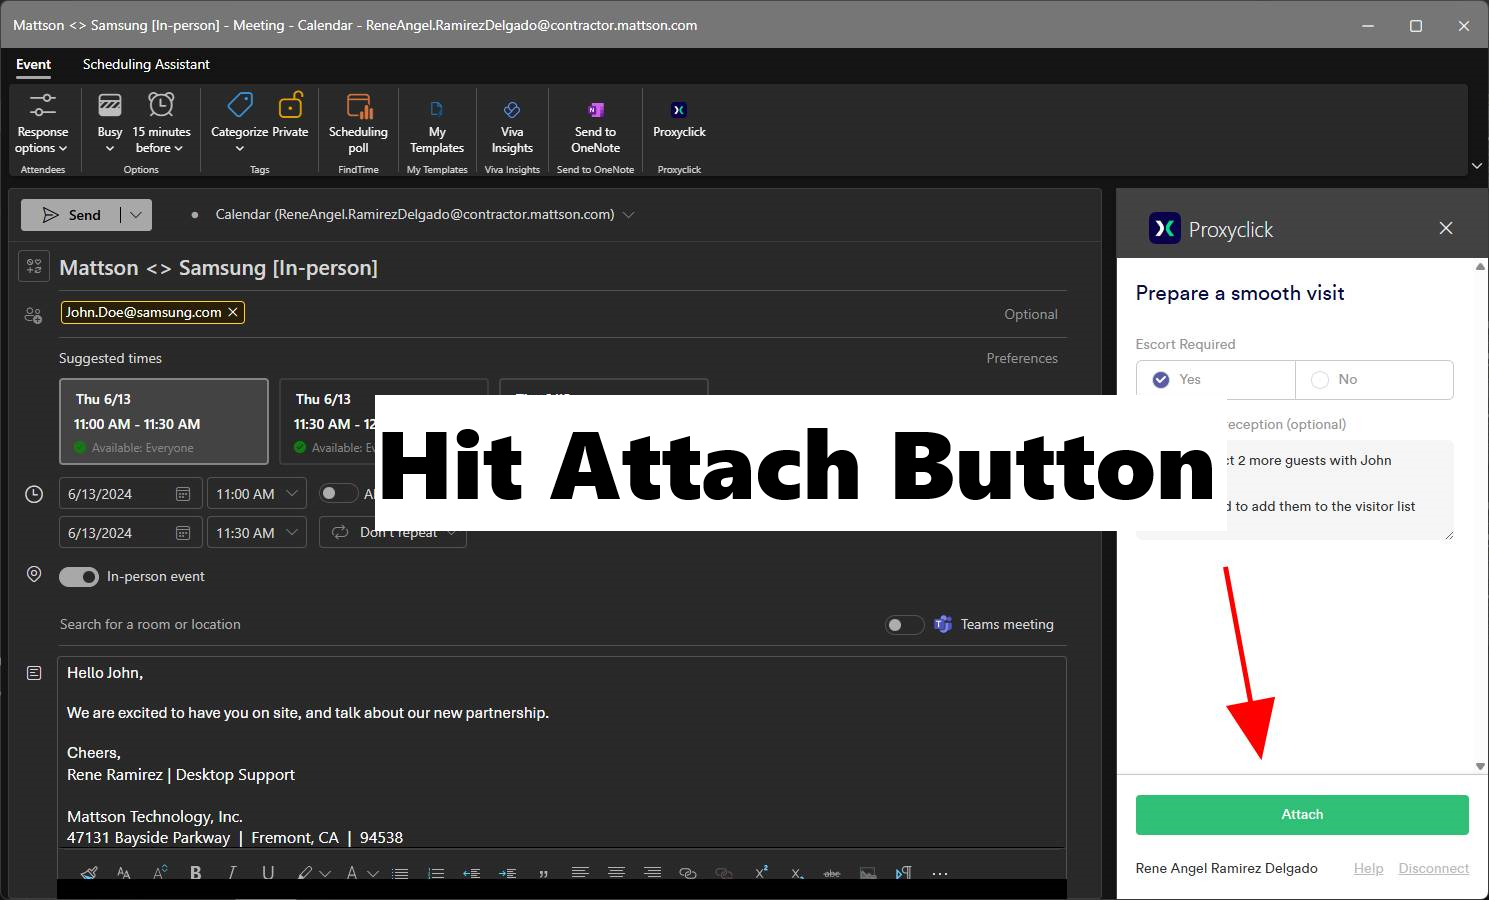 Mattson <> Samsung [In-person] - Meeting - Calendar - ReneAngel.RamirezDelgado@contractor.mattson.com
Event
Scheduling Assistant
Response options
Attendees
Busy
15 minutes before
Options
Categorize
Private
Tags
Scheduling poll
FindTime
My Templates
My Templates
Viva Insights
Viva Insights
Send to OneNote
Send to OneNote
Proxyclick
Proxyclick
Send
Calendar (ReneAngel.RamirezDelgado@contractor.mattson.com)
Mattson <> Samsung [In-person]
John.Doe@samsung.com
Optional
Suggested times
Preferences
Thu 6/13
11:00 AM - 11:30 AM
Available: Everyone
Thu 6/13
11:30 AM - 12
Available:
Hit Attach Button
6/13/2024
11:00 AM
6/13/2024
11:30 AM
Don't repeat
In-person event
Search for a room or location
Teams meeting
Hello John,
We are excited to have you on site, and talk about our new partnership.
Cheers,
Rene Ramirez | Desktop Support
Mattson Technology, Inc.
47131 Bayside Parkway | Fremont, CA | 94538
Proxyclick
Prepare a smooth visit
Escort Required
Yes
No
(optional)
2 more guests with John
to add them to the visitor list
Attach
Rene Angel Ramirez Delgado
Help
Disconnect